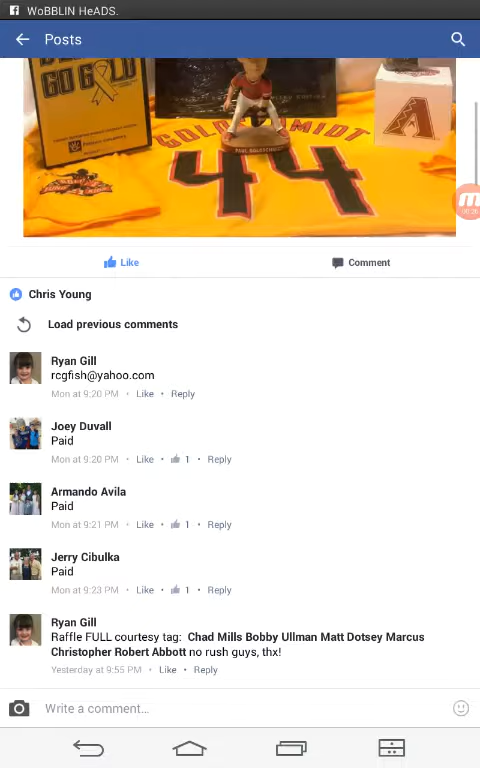 WoBBLIN HeADS.
Posts
GO GOLD
GOLDSCHMIDT
44
A
Like
Comment
Chris Young
Load previous comments
Ryan Gill
rcgfish@yahoo.com
Mon at 9:20 PM • Like • Reply
Joey Duvall
Paid
Mon at 9:20 PM • Like • 1 • Reply
Armando Avila
Paid
Mon at 9:21 PM • Like • 1 • Reply
Jerry Cibulka
Paid
Mon at 9:23 PM • Like • 1 • Reply
Ryan Gill
Raffle FULL courtesy tag: Chad Mills Bobby Ullman Matt Dotsey Marcus
Christopher Robert Abbott no rush guys, thx!
Yesterday at 9:55 PM • Like • Reply
Write a comment...